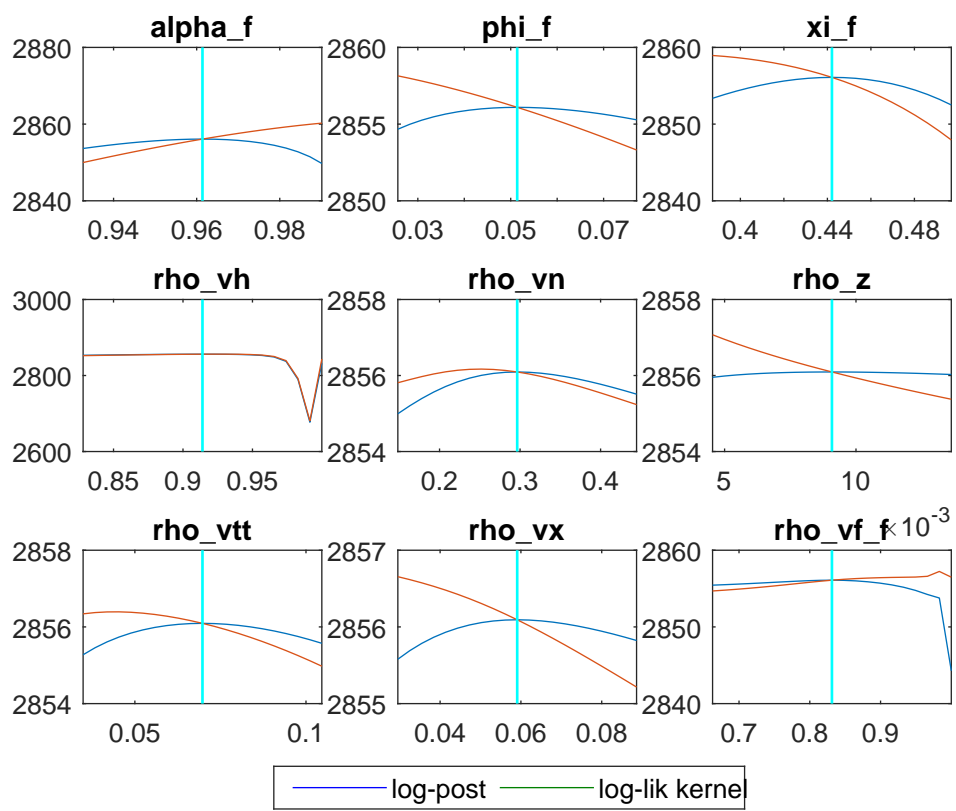 alpha_f
phi_f
xi_f
2880
2860
2840
0.94 0.96 0.98
2860
2855
2850
0.03 0.05 0.07
2860
2850
2840
0.4 0.44 0.48
rho_vh
rho_vn
rho_z
3000
2800
2600
0.85 0.9 0.95
2858
2856
2854
0.2 0.3 0.4
2858
2856
2854
5 10
×10^-3
rho_vtt
rho_vx
rho_vf_f
2858
2856
2854
0.05 0.1
2857
2856
2855
0.04 0.06 0.08
2860
2850
2840
0.7 0.8 0.9
log-post log-lik kernel